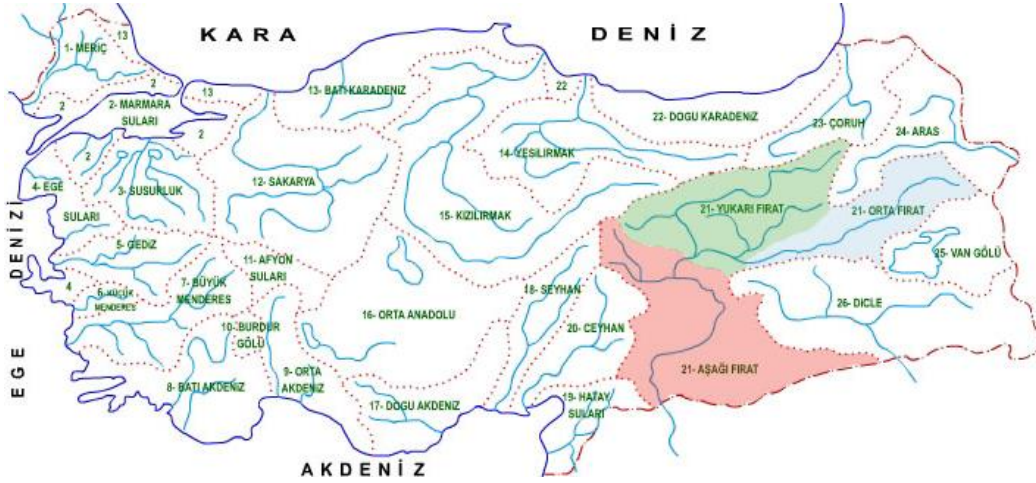 KARA DENİZ
13
1- MERİÇ
2
2
13
2- MARMARA
SULARI
2
13- BATI KARADENİZ
22
22- DOGU KARADENİZ
23- ÇORUH
24- ARAS
2
4- EGE
SULARI
3- SUSURLUK
12- SAKARYA
14- YEŞİLIRMAK
15- KIZILIRMAK
21- YUKARI FIRAT
21- ORTA FIRAT
25- VAN GÖLÜ
5- GEDİZ
4
6- KÜÇÜK
MENDERES
7- BÜYÜK
MENDERES
11- AFYON
SULARI
10- BURDUR
GÖLÜ
16- ORTA ANADOLU
18- SEYHAN
20- CEYHAN
26- DİCLE
21- AŞAĞI FIRAT
8- BATI AKDENİZ
9- ORTA
AKDENİZ
17- DOGU AKDENİZ
19- HATAY
SULARI
EGE DENİZİ
AKDENİZ